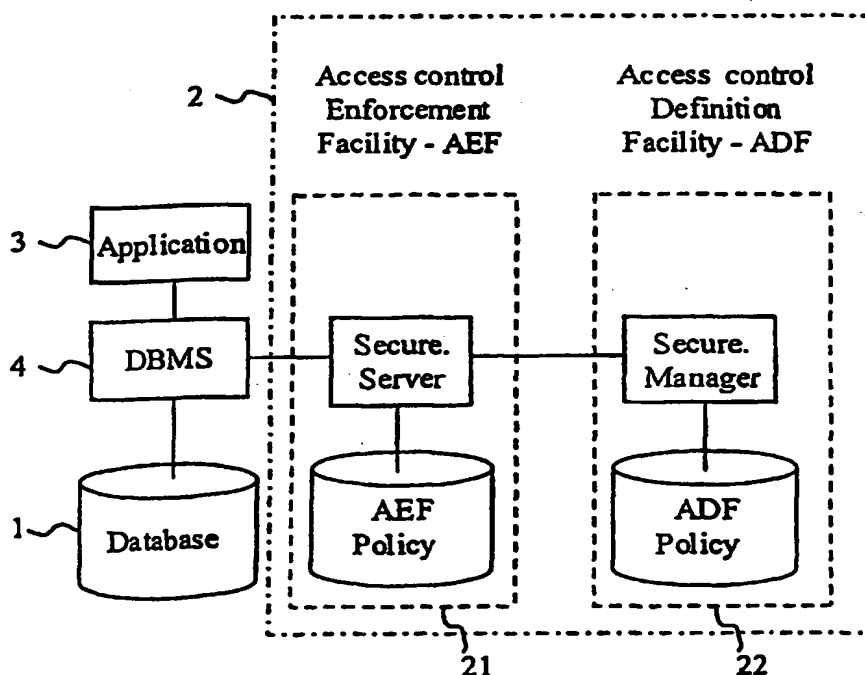 2
Access control
Enforcement
Facility - AEF
Access control
Definition
Facility - ADF
3
Application
4
DBMS
Secure.
Server
Secure.
Manager
1
Database
AEF
Policy
ADF
Policy
21
22